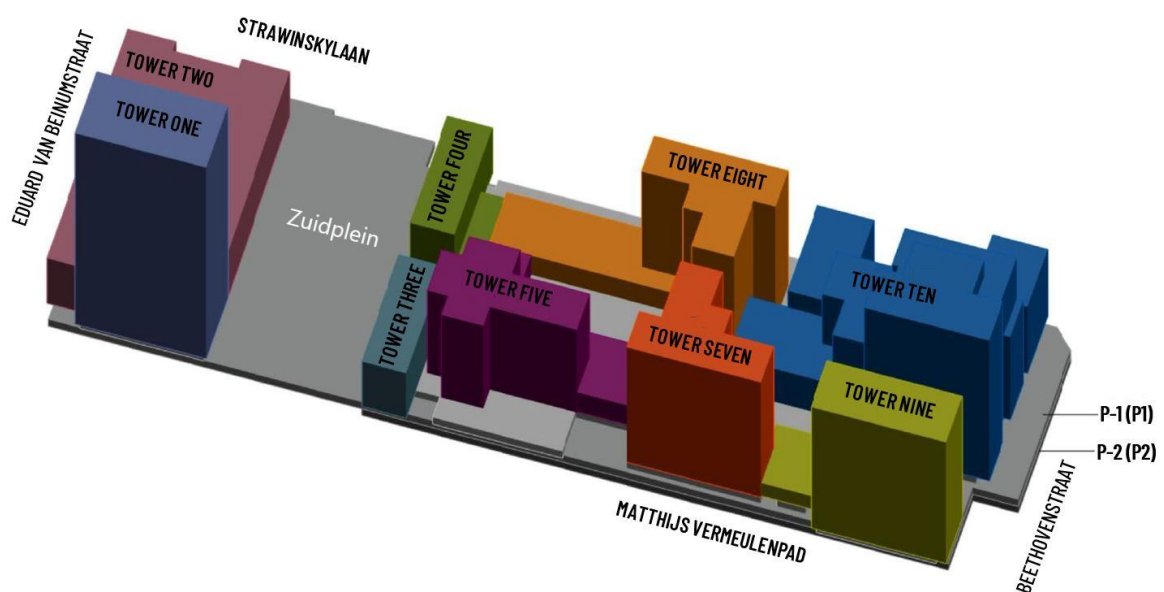 STRAWINSKYLAAN
EDUARD VAN BEINUMSTRAAT
TOWER TWO
TOWER ONE
TOWER FOUR
TOWER EIGHT
Zuidplein
TOWER THREE
TOWER FIVE
TOWER TEN
TOWER SEVEN
TOWER NINE
P-1 (P1)
P-2 (P2)
MATTHIJS VERMEULENPAD
BEETHOVENSTRAAT